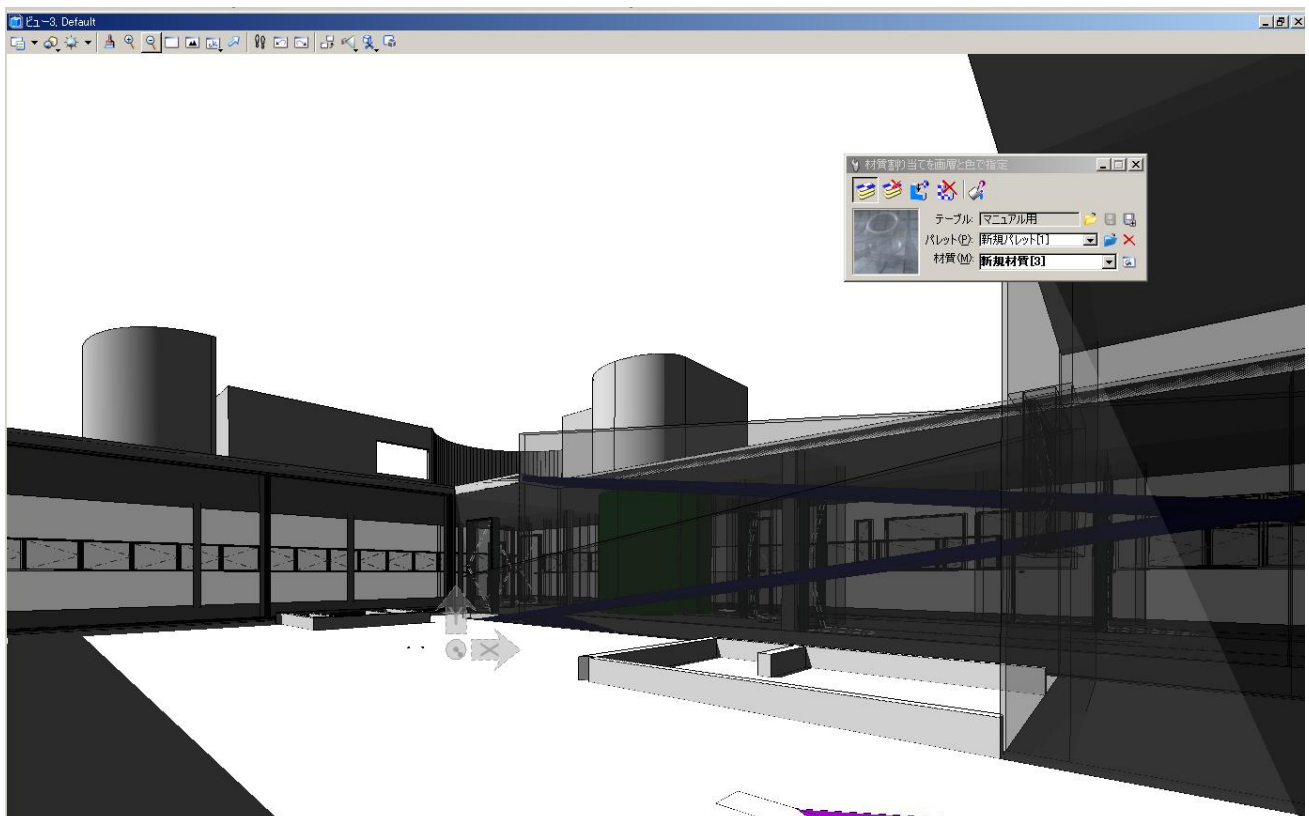 ビュー3, Default
材質割り当てを画層と色で指定
テーブル: マニュアル用
パレット(P): 新規パレット[1]
材質(M): 新規材質[3]
Y
X